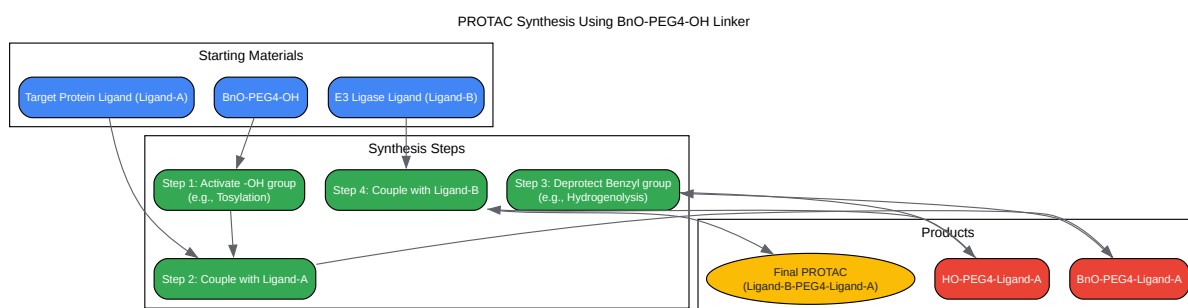 PROTAC Synthesis Using BnO-PEG4-OH Linker
Starting Materials
Target Protein Ligand (Ligand-A)
BnO-PEG4-OH
E3 Ligase Ligand (Ligand-B)
Synthesis Steps
Step 1: Activate -OH group
(e.g., Tosylation)
Step 4: Couple with Ligand-B
Step 3: Deprotect Benzyl group
(e.g., Hydrogenolysis)
Step 2: Couple with Ligand-A
Products
Final PROTAC
(Ligand-B-PEG4-Ligand-A)
HO-PEG4-Ligand-A
BnO-PEG4-Ligand-A